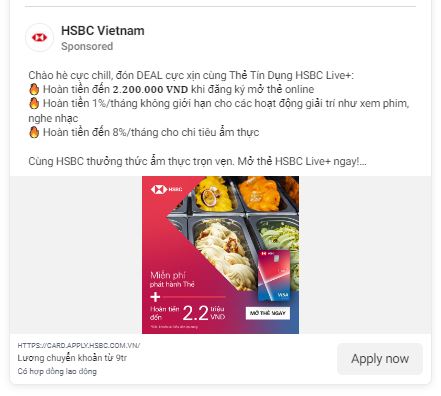 HSBC Vietnam
Sponsored
Chào hè cực chill, đón DEAL cực xịn cùng Thẻ Tín Dụng HSBC Live+:
🔥 Hoàn tiền đến 2.200.000 VND khi đăng ký mở thẻ online
🔥 Hoàn tiền 1%/tháng không giới hạn cho các hoạt động giải trí như xem phim,
nghe nhạc
🔥 Hoàn tiền đến 8%/tháng cho chi tiêu ẩm thực
Cùng HSBC thưởng thức ẩm thực trọn vẹn. Mở thẻ HSBC Live+ ngay!...
HSBC
Miễn phí
phát hành Thẻ
+
Hoàn tiền
đến
2.2
triệu
VND
VISA
MỞ THẺ NGAY
HTTPS://CARD.APPLY.HSBC.COM.VN/
Lương chuyển khoản từ 9tr
Có hợp đồng lao động
Apply now